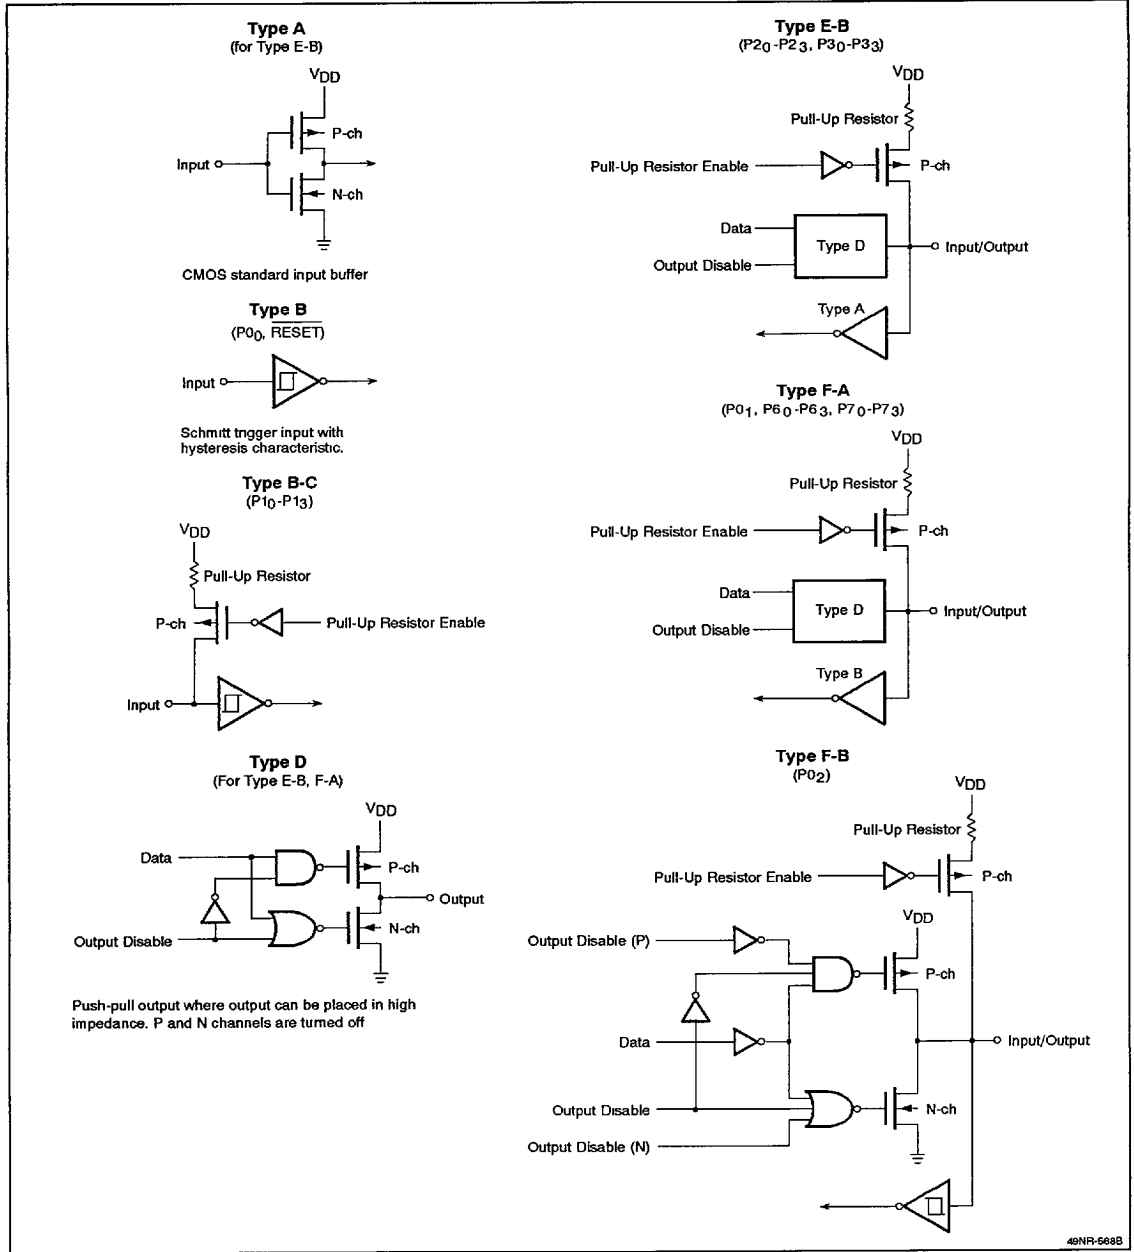 Type A
(for Type E-B)
VDD
P-ch
Input
N-ch
CMOS standard input buffer
Type B
(P00, RESET)
Input
Schmitt trigger input with
hysteresis characteristic.
Type B-C
(P10-P13)
VDD
Pull-Up Resistor
P-ch
Pull-Up Resistor Enable
Input
Type D
(For Type E-B, F-A)
VDD
Data
P-ch
Output
Output Disable
N-ch
Push-pull output where output can be placed in high
impedance. P and N channels are turned off
Type E-B
(P20-P23, P30-P33)
VDD
Pull-Up Resistor
Pull-Up Resistor Enable
P-ch
Data
Type D
Input/Output
Output Disable
Type A
Type F-A
(P01, P60-P63, P70-P73)
VDD
Pull-Up Resistor
Pull-Up Resistor Enable
P-ch
Data
Type D
Input/Output
Output Disable
Type B
Type F-B
(P02)
VDD
Pull-Up Resistor
Pull-Up Resistor Enable
P-ch
VDD
Output Disable (P)
P-ch
Data
Input/Output
Output Disable
N-ch
Output Disable (N)
49NR-568B